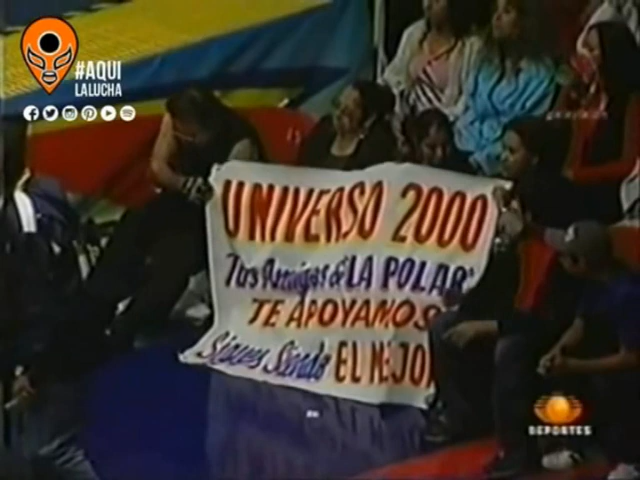 #AQUI
LALUCHA
UNIVERSO 2000
Tus Amigos de "LA POLAR"
TE APOYAMOS
Sigues Siendo EL MEJOR
DEPORTES